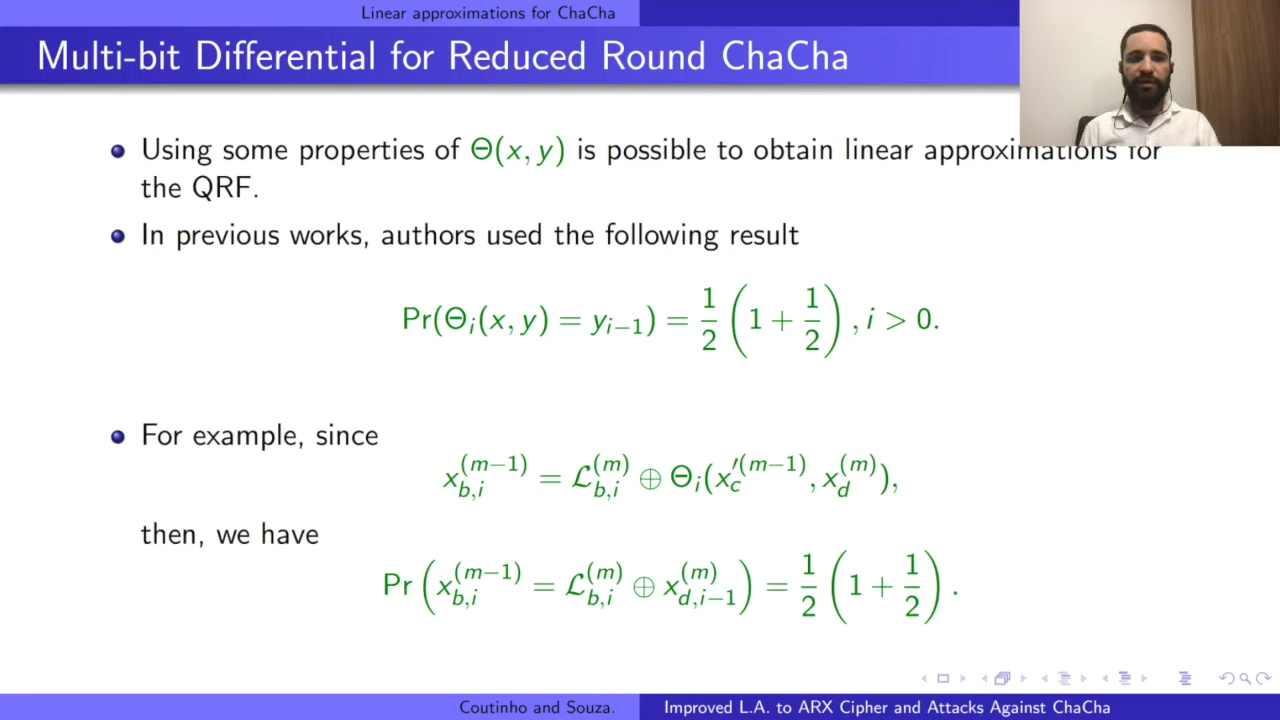 Linear approximations for ChaCha
Multi-bit Differential for Reduced Round ChaCha
Using some properties of Θ(x, y) is possible to obtain linear approximations for
the QRF.
In previous works, authors used the following result
Pr(Θ_i(x, y) = y_{i−1}) = \frac{1}{2} (1 + \frac{1}{2}), i > 0.
For example, since
x_{b,i}^{(m−1)} = ℒ_{b,i}^{(m)} ⊕ Θ_i(x_c^{′(m−1)}, x_d^{(m)}),
then, we have
Pr (x_{b,i}^{(m−1)} = ℒ_{b,i}^{(m)} ⊕ x_{d,i−1}^{(m)}) = \frac{1}{2} (1 + \frac{1}{2}).
Coutinho and Souza. Improved L.A. to ARX Cipher and Attacks Against ChaCha